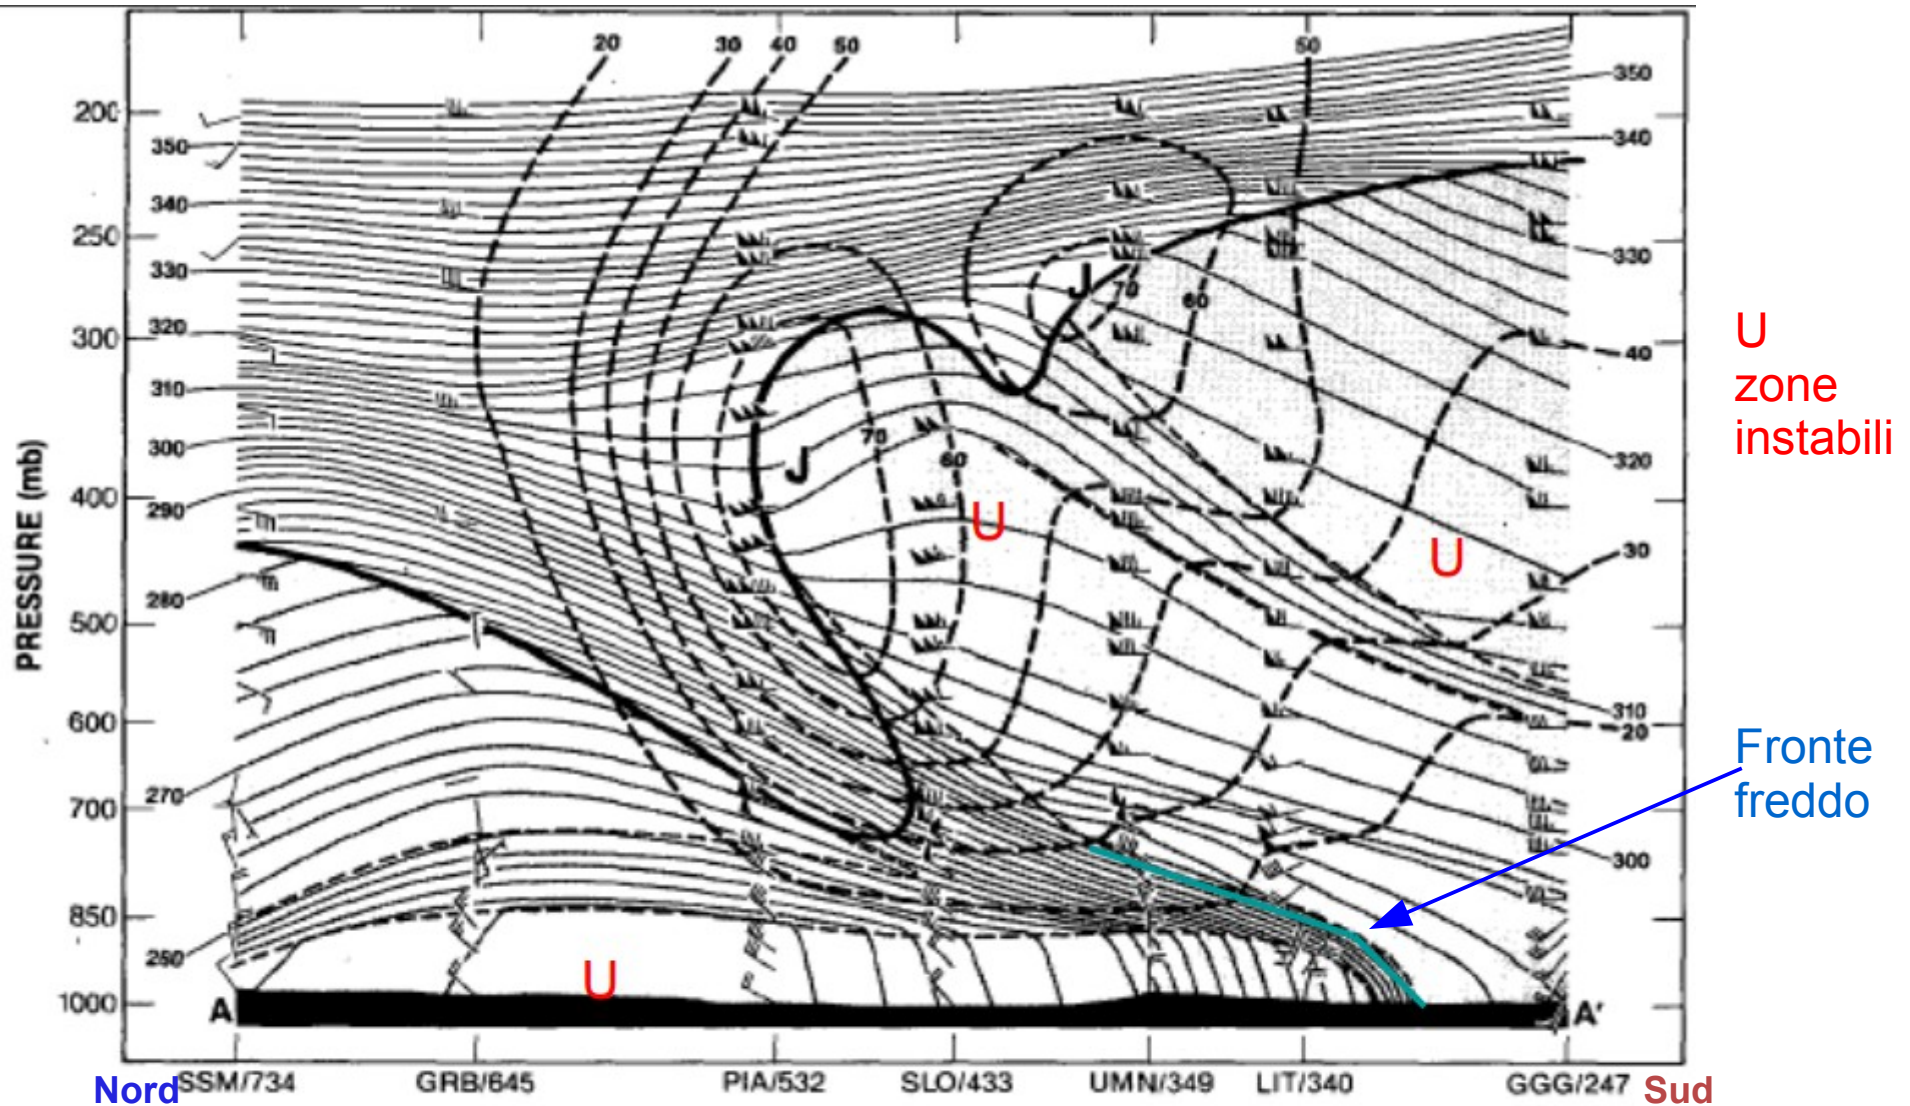 20 30 40 50 50
350
200
350
340
340
250
330
330
J
70
60
320
300
40
310
70
300
J
60
320
400
290
U
U
30
280
500
PRESSURE (mb)
600
310
20
270
700
300
850
250
U
1000
A
A'
SSM/734 GRB/645 PIA/532 SLO/433 UMN/349 LIT/340 GGG/247
Nord
Sud
U
zone
instabili
Fronte
freddo